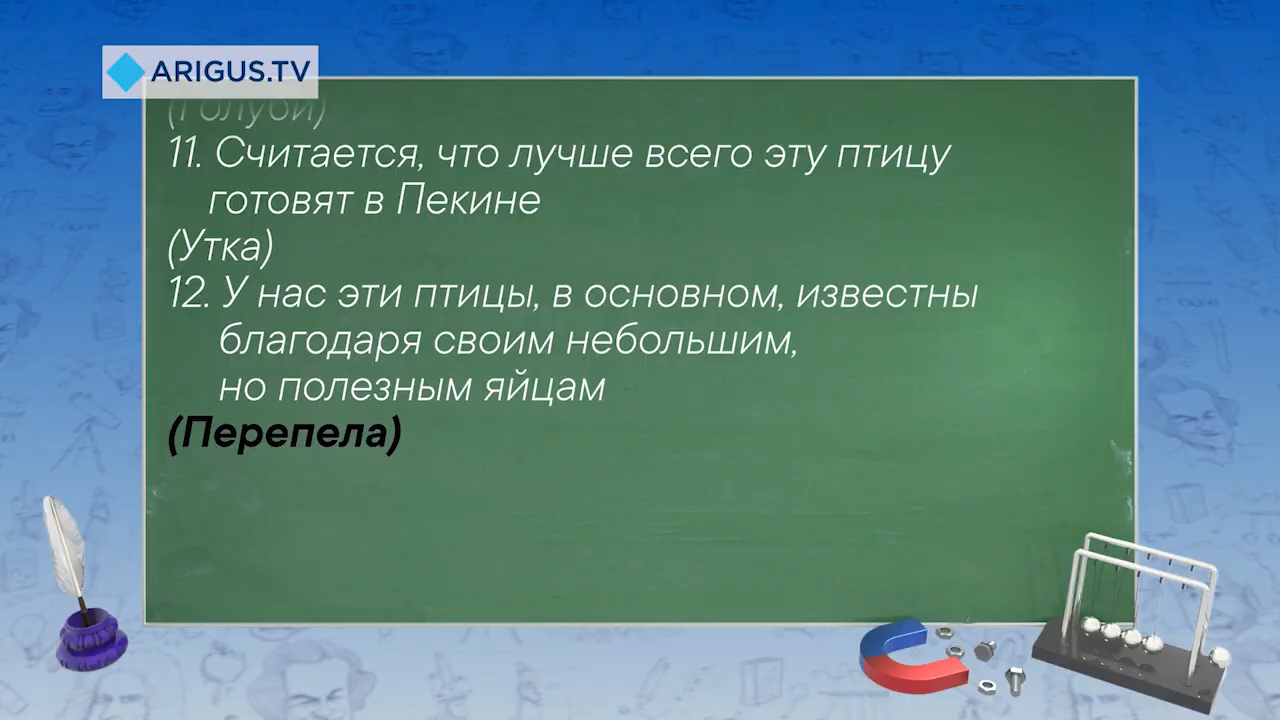 ARIGUS.TV
(Голуби)
11. Считается, что лучше всего эту птицу
готовят в Пекине
(Утка)
12. У нас эти птицы, в основном, известны
благодаря своим небольшим,
но полезным яйцам
(Перепела)